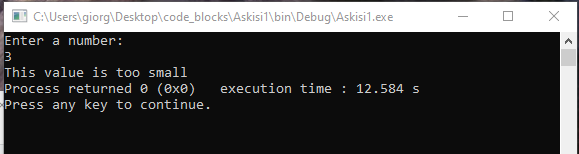 C:\Users\giorg\Desktop\code_blocks\Askisi1\bin\Debug\Askisi1.exe
Enter a number:
3
This value is too small
Process returned 0 (0x0)   execution time : 12.584 s
Press any key to continue.